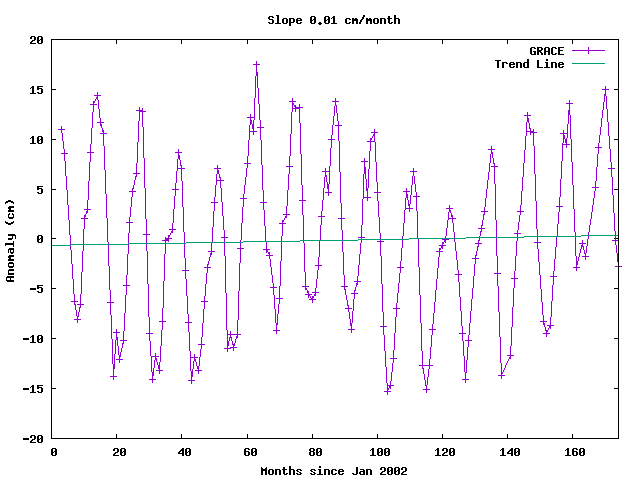 Slope 0.01 cm/month
GRACE
Trend Line
20
15
10
5
0
-5
-10
-15
-20
Anomaly (cm)
0 20 40 60 80 100 120 140 160
Months since Jan 2002